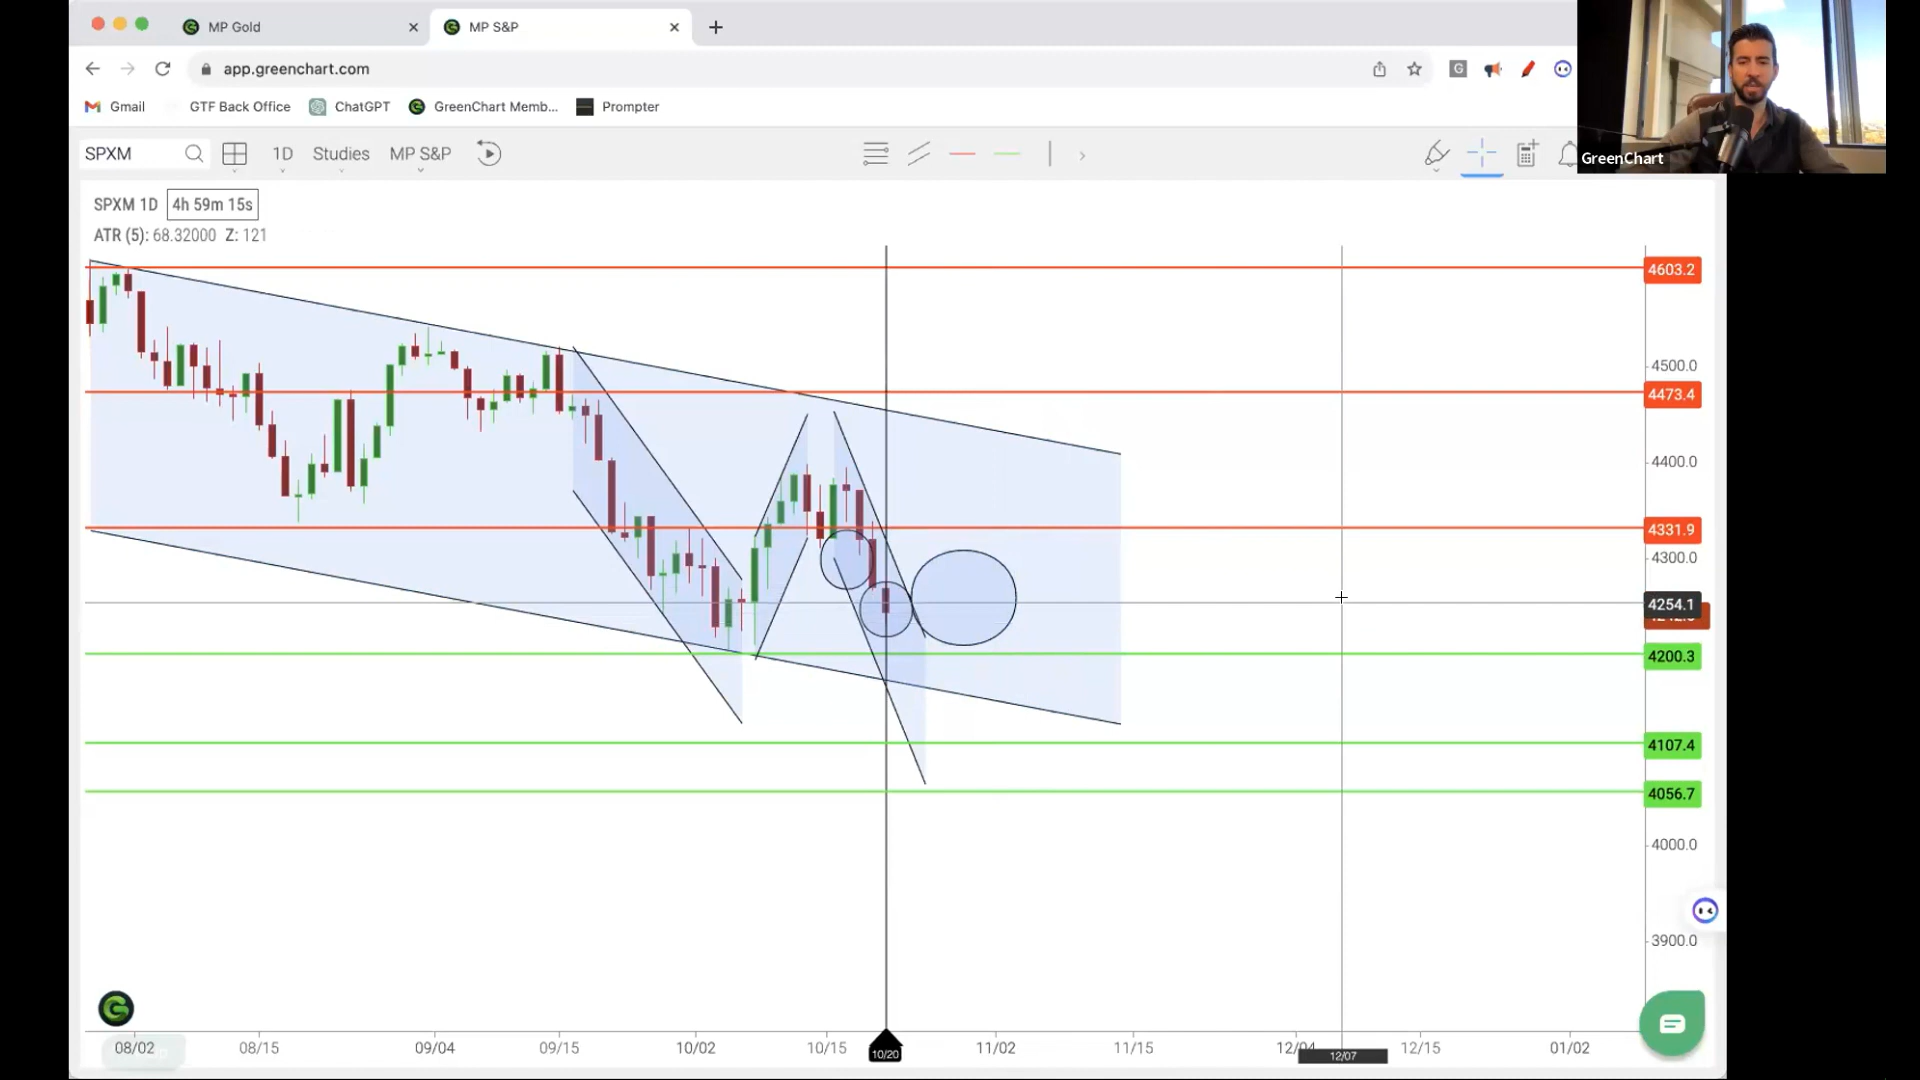 MP Gold
MP S&P
app.greenchart.com
Gmail
GTF Back Office
ChatGPT
GreenChart Memb...
Prompter
GreenChart
SPXM
1D
Studies
MP S&P
SPXM 1D
4h 59m 15s
ATR (5): 68.32000 Z: 121
4603.2
4500.0
4473.4
4400.0
4331.9
4300.0
4254.1
4200.3
4107.4
4056.7
4000.0
3900.0
08/02
08/15
09/04
09/15
10/02
10/15
10/20
11/02
11/15
12/04
12/07
12/15
01/02